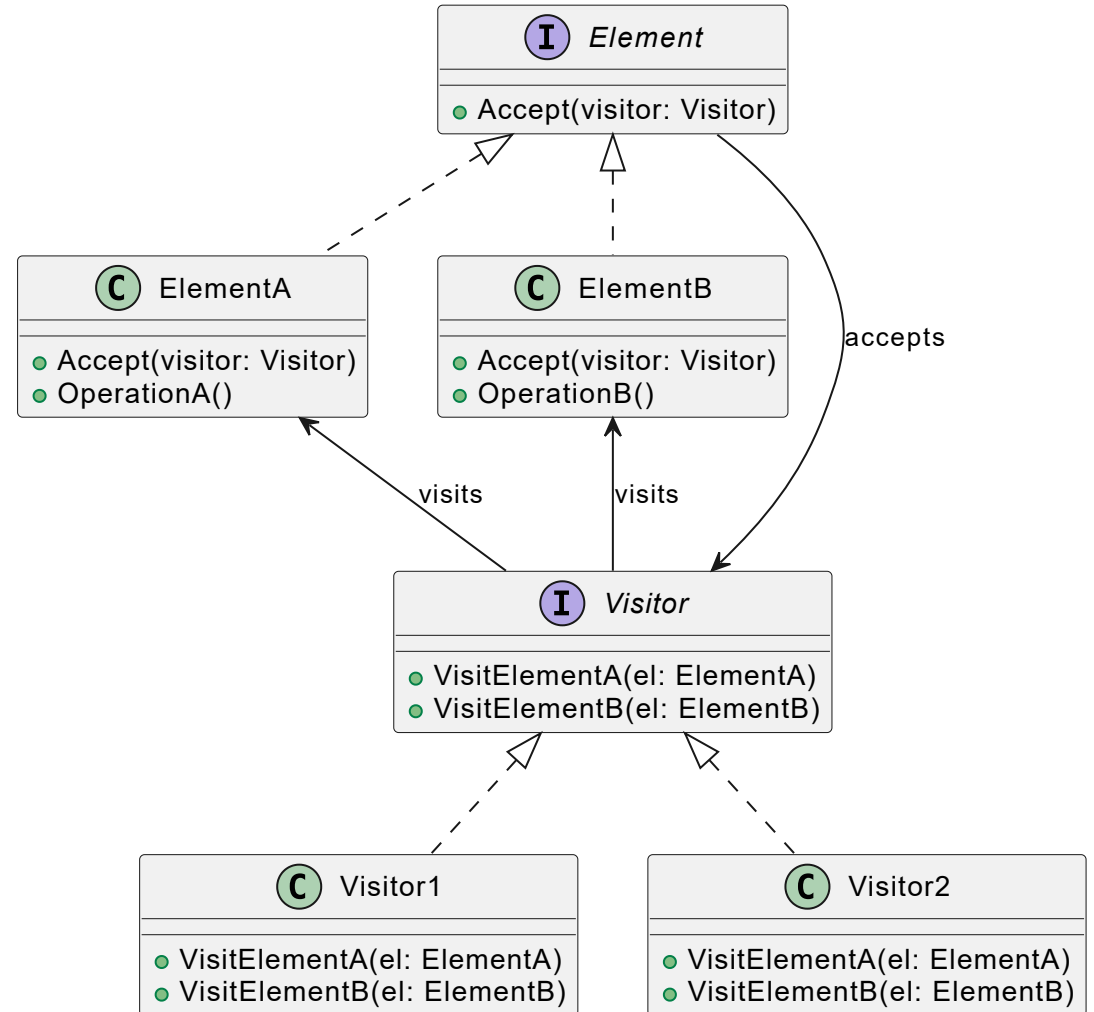 I Element
Accept(visitor: Visitor)
C ElementA
Accept(visitor: Visitor)
OperationA()
C ElementB
Accept(visitor: Visitor)
OperationB()
accepts
visits
visits
I Visitor
VisitElementA(el: ElementA)
VisitElementB(el: ElementB)
C Visitor1
VisitElementA(el: ElementA)
VisitElementB(el: ElementB)
C Visitor2
VisitElementA(el: ElementA)
VisitElementB(el: ElementB)